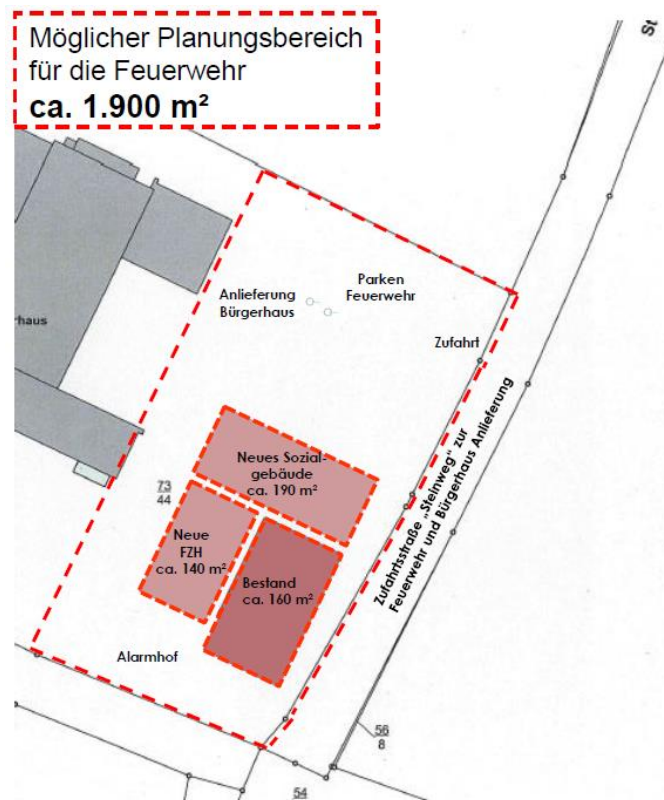 Möglicher Planungsbereich
für die Feuerwehr
ca. 1.900 m²
St
Parken
Feuerwehr
Anlieferung
Bürgerhaus
rhaus
Zufahrt
Zufahrtsstraße „Steinweg" zur
Feuerwehr und Bürgerhaus Anlieferung
Neues Sozial-
gebäude
ca. 190 m²
73
44
Neue
FZH
ca. 140 m²
Bestand
ca. 160 m²
Alarmhof
56
8
54